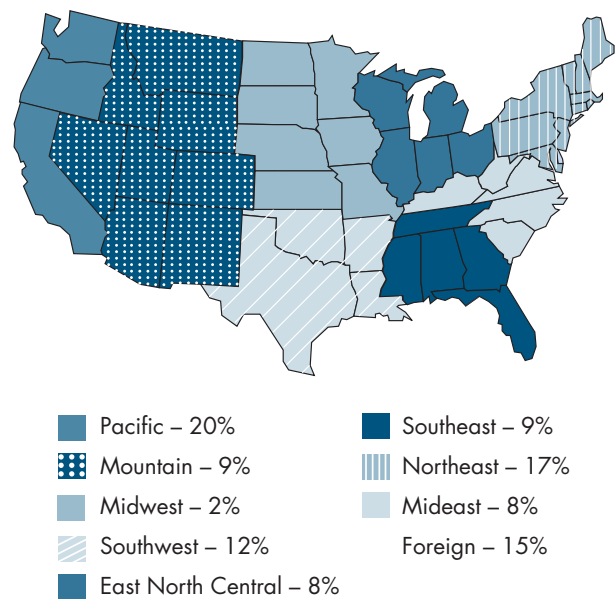 Pacific – 20%
Mountain – 9%
Midwest – 2%
Southwest – 12%
East North Central – 8%
Southeast – 9%
Northeast – 17%
Mideast – 8%
Foreign – 15%